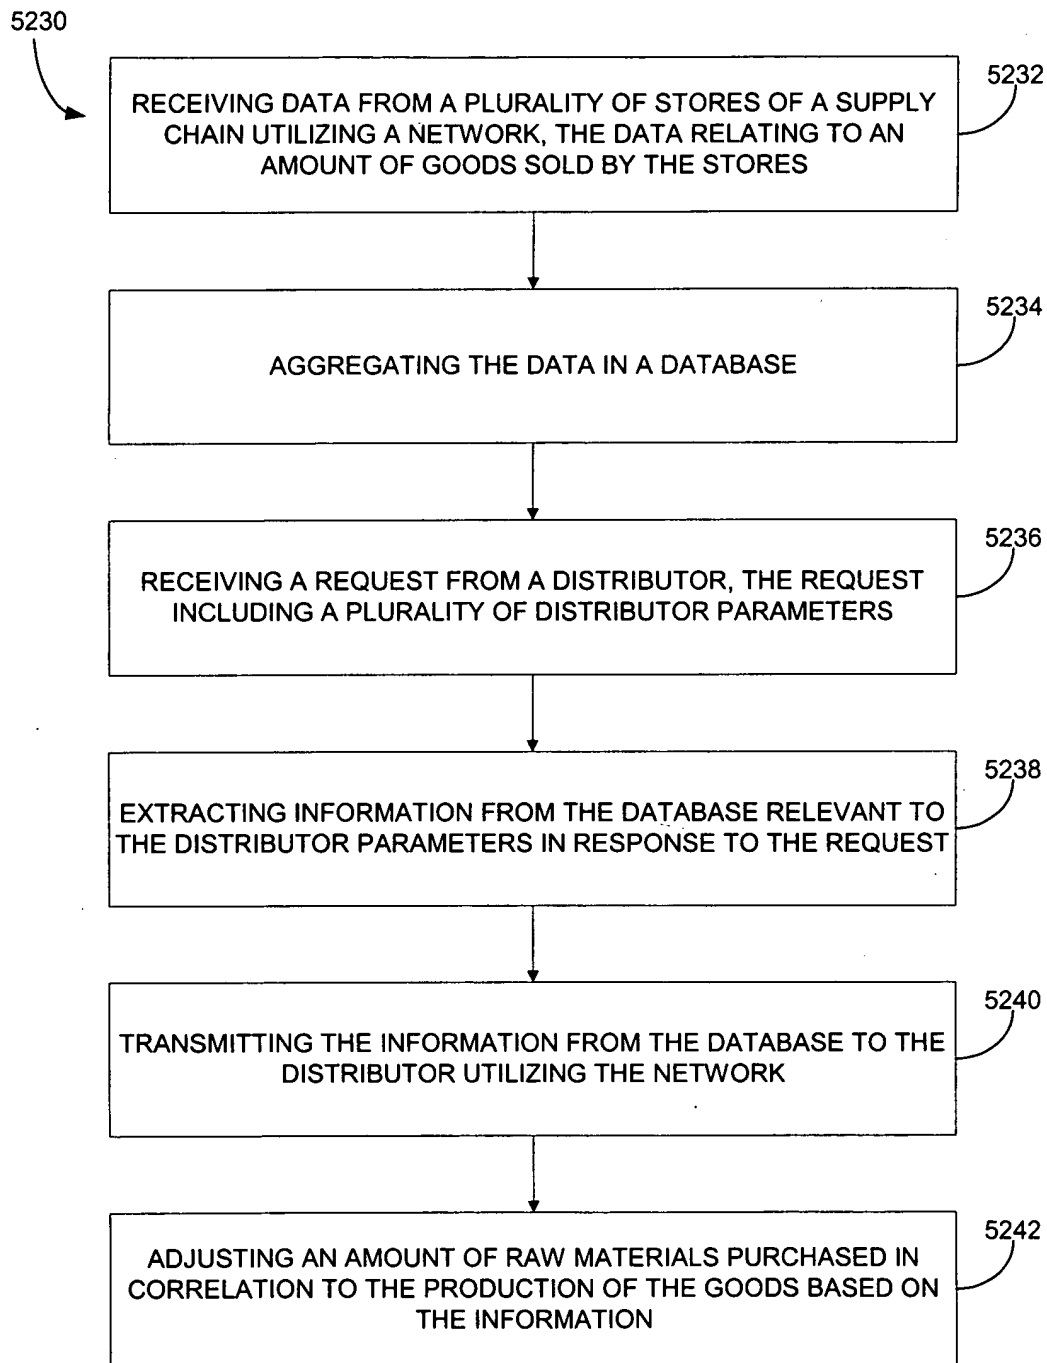 5230
5232
RECEIVING DATA FROM A PLURALITY OF STORES OF A SUPPLY
CHAIN UTILIZING A NETWORK, THE DATA RELATING TO AN
AMOUNT OF GOODS SOLD BY THE STORES
5234
AGGREGATING THE DATA IN A DATABASE
5236
RECEIVING A REQUEST FROM A DISTRIBUTOR, THE REQUEST
INCLUDING A PLURALITY OF DISTRIBUTOR PARAMETERS
5238
EXTRACTING INFORMATION FROM THE DATABASE RELEVANT TO
THE DISTRIBUTOR PARAMETERS IN RESPONSE TO THE REQUEST
5240
TRANSMITTING THE INFORMATION FROM THE DATABASE TO THE
DISTRIBUTOR UTILIZING THE NETWORK
5242
ADJUSTING AN AMOUNT OF RAW MATERIALS PURCHASED IN
CORRELATION TO THE PRODUCTION OF THE GOODS BASED ON
THE INFORMATION